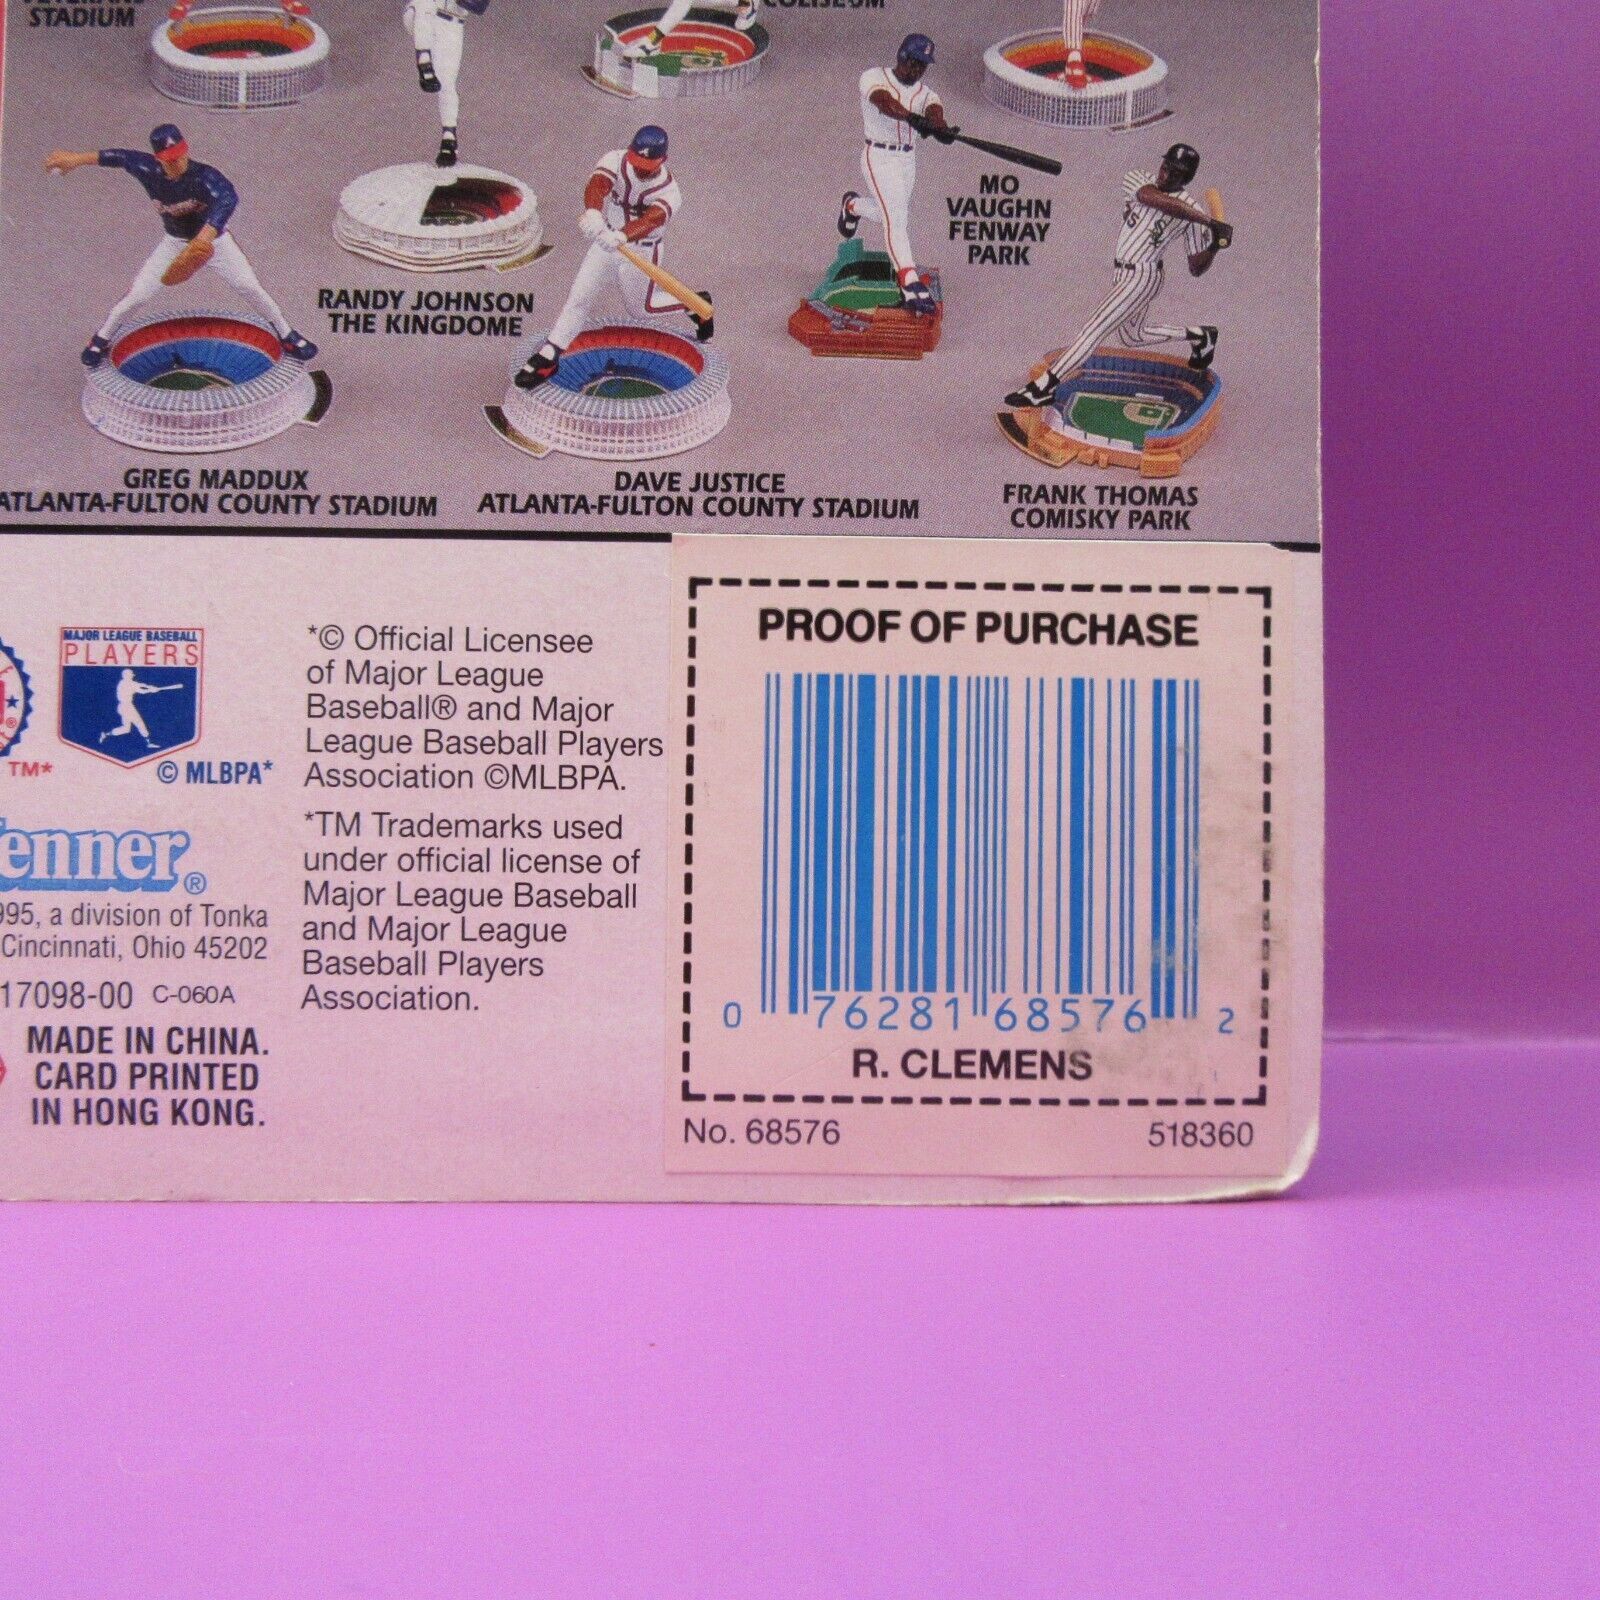 STADIUM
RANDY JOHNSON
THE KINGDOME
MO
VAUGHN
FENWAY
PARK
GREG MADDUX
ATLANTA-FULTON COUNTY STADIUM
DAVE JUSTICE
ATLANTA-FULTON COUNTY STADIUM
FRANK THOMAS
COMISKY PARK
MAJOR LEAGUE BASEBALL
PLAYERS
TM*
© MLBPA*
*© Official Licensee
of Major League
Baseball® and Major
League Baseball Players
Association ©MLBPA.
*TM Trademarks used
under official license of
Major League Baseball
and Major League
Baseball Players
Association.
enner®
995, a division of Tonka
Cincinnati, Ohio 45202
17098-00 C-060A
MADE IN CHINA.
CARD PRINTED
IN HONG KONG.
PROOF OF PURCHASE
0 76281 68576 2
R. CLEMENS
No. 68576 518360